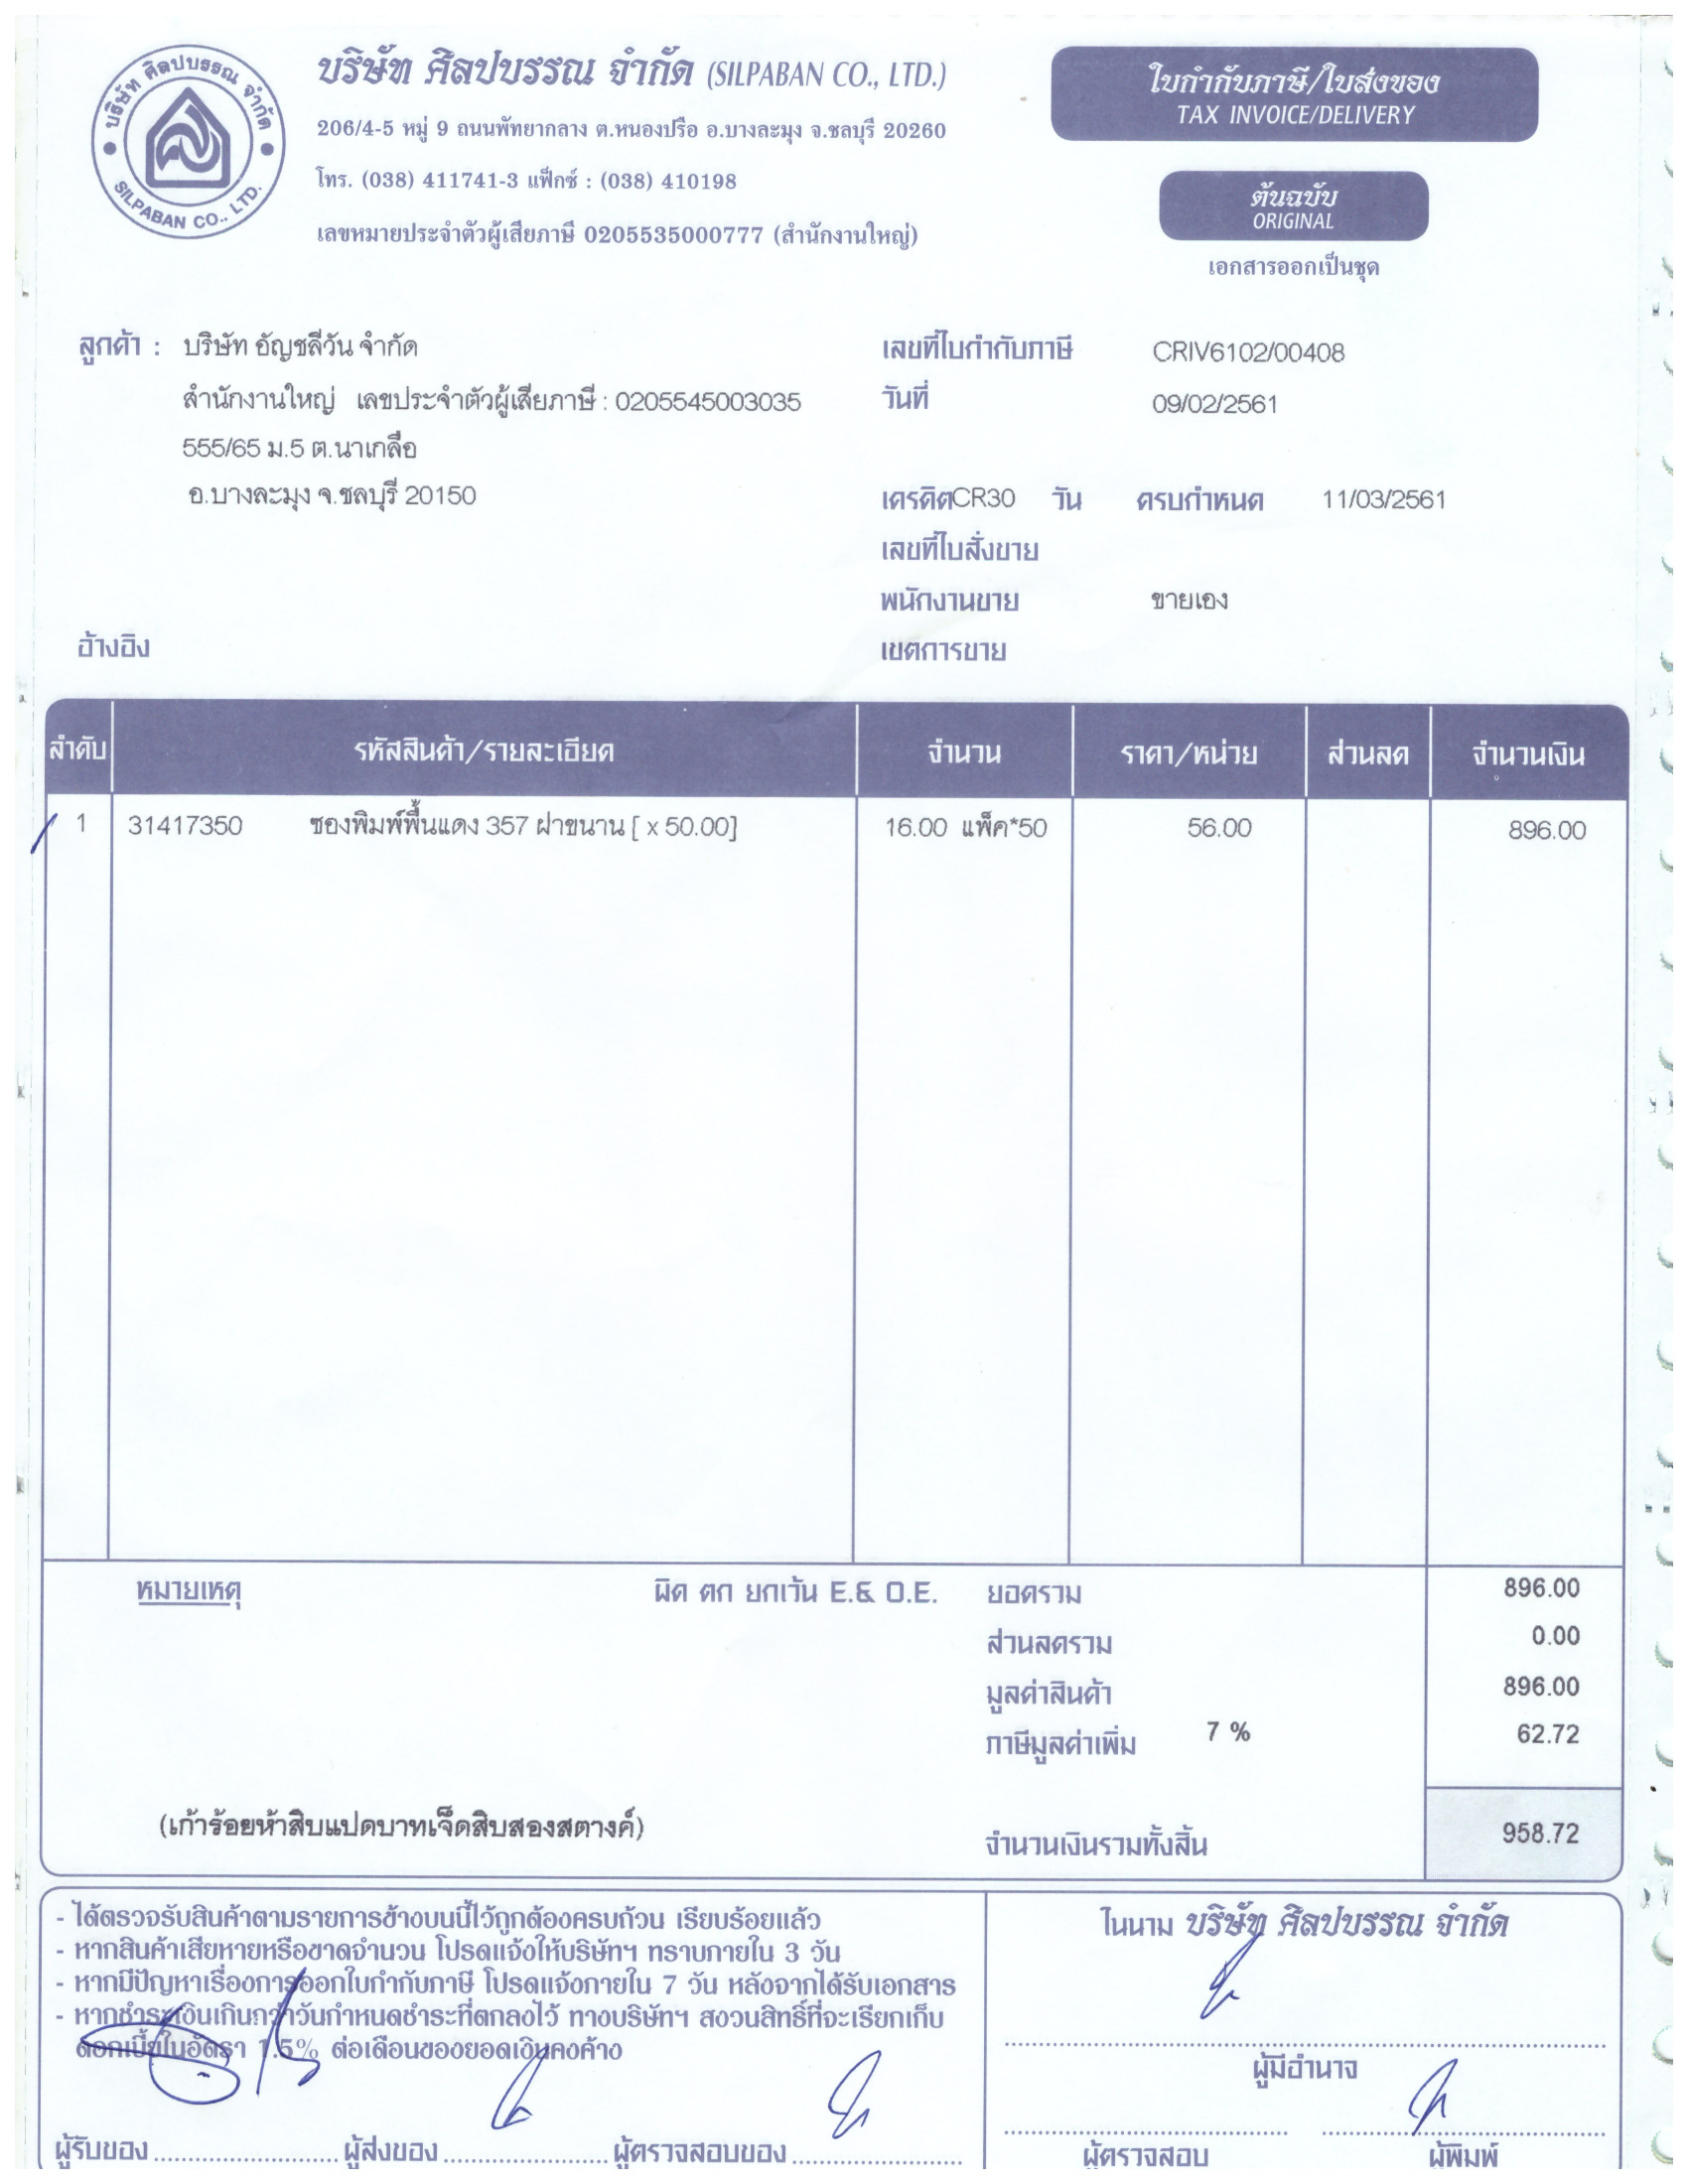 บริษัท ศิลปบรรณ จำกัด
SILPABAN CO., LTD.
บริษัท ศิลปบรรณ จำกัด (SILPABAN CO., LTD.)
206/4-5 หมู่ 9 ถนนพัทยากลาง ต.หนองปรือ อ.บางละมุง จ.ชลบุรี 20260
โทร. (038) 411741-3 แฟ็กซ์ : (038) 410198
เลขหมายประจำตัวผู้เสียภาษี 0205535000777 (สำนักงานใหญ่)
ใบกำกับภาษี/ใบส่งของ
TAX INVOICE/DELIVERY
ต้นฉบับ
ORIGINAL
เอกสารออกเป็นชุด
ลูกค้า : บริษัท อัญชลีวัน จำกัด
สำนักงานใหญ่ เลขประจำตัวผู้เสียภาษี : 0205545003035
555/65 ม.5 ต.นาเกลือ
อ.บางละมุง จ.ชลบุรี 20150
อ้างอิง
เลขที่ใบกำกับภาษี CRIV6102/00408
วันที่ 09/02/2561
เครดิต CR30 วัน ครบกำหนด 11/03/2561
เลขที่ใบสั่งขาย
พนักงานขาย ขายเอง
เขตการขาย
ลำดับ รหัสสินค้า/รายละเอียด จำนวน ราคา/หน่วย ส่วนลด จำนวนเงิน
1 31417350 ซองพิมพ์พื้นแดง 357 ฝาขนาน [ x 50.00] 16.00 แพ็ค*50 56.00 896.00
หมายเหตุ ผิด ตก ยกเว้น E.& O.E. ยอดรวม 896.00
ส่วนลดรวม 0.00
มูลค่าสินค้า 896.00
ภาษีมูลค่าเพิ่ม 7 % 62.72
(เก้าร้อยห้าสิบแปดบาทเจ็ดสิบสองสตางค์) จำนวนเงินรวมทั้งสิ้น 958.72
- ได้ตรวจรับสินค้าตามรายการข้างบนนี้ไว้ถูกต้องครบถ้วน เรียบร้อยแล้ว
- หากสินค้าเสียหายหรือขาดจำนวน โปรดแจ้งให้บริษัทฯ ทราบภายใน 3 วัน
- หากมีปัญหาเรื่องการออกใบกำกับภาษี โปรดแจ้งภายใน 7 วัน หลังจากได้รับเอกสาร
- หากชำระเงินเกินกว่าวันกำหนดชำระที่ตกลงไว้ ทางบริษัทฯ สงวนสิทธิ์ที่จะเรียกเก็บ
ดอกเบี้ยในอัตรา 1.5% ต่อเดือนของยอดเงินคงค้าง
ผู้รับของ ผู้ส่งของ ผู้ตรวจสอบของ
ในนาม บริษัท ศิลปบรรณ จำกัด
ผู้มีอำนาจ
ผู้ตรวจสอบ ผู้พิมพ์